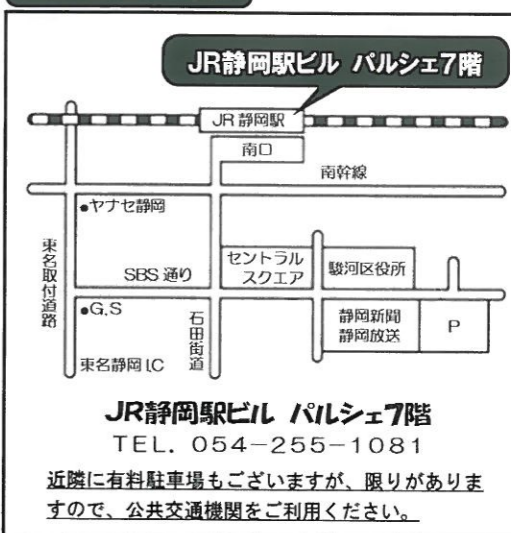 JR静岡駅ビル パルシェ7階
JR静岡駅
南口
南幹線
●ヤナセ静岡
東名取付道路
SBS通り
セントラル
スクエア
駿河区役所
●G.S
石田街道
静岡新聞
静岡放送
P
東名静岡I.C
JR静岡駅ビル パルシェ7階
TEL. 054-255-1081
近隣に有料駐車場もございますが、限りがありま
すので、公共交通機関をご利用ください。